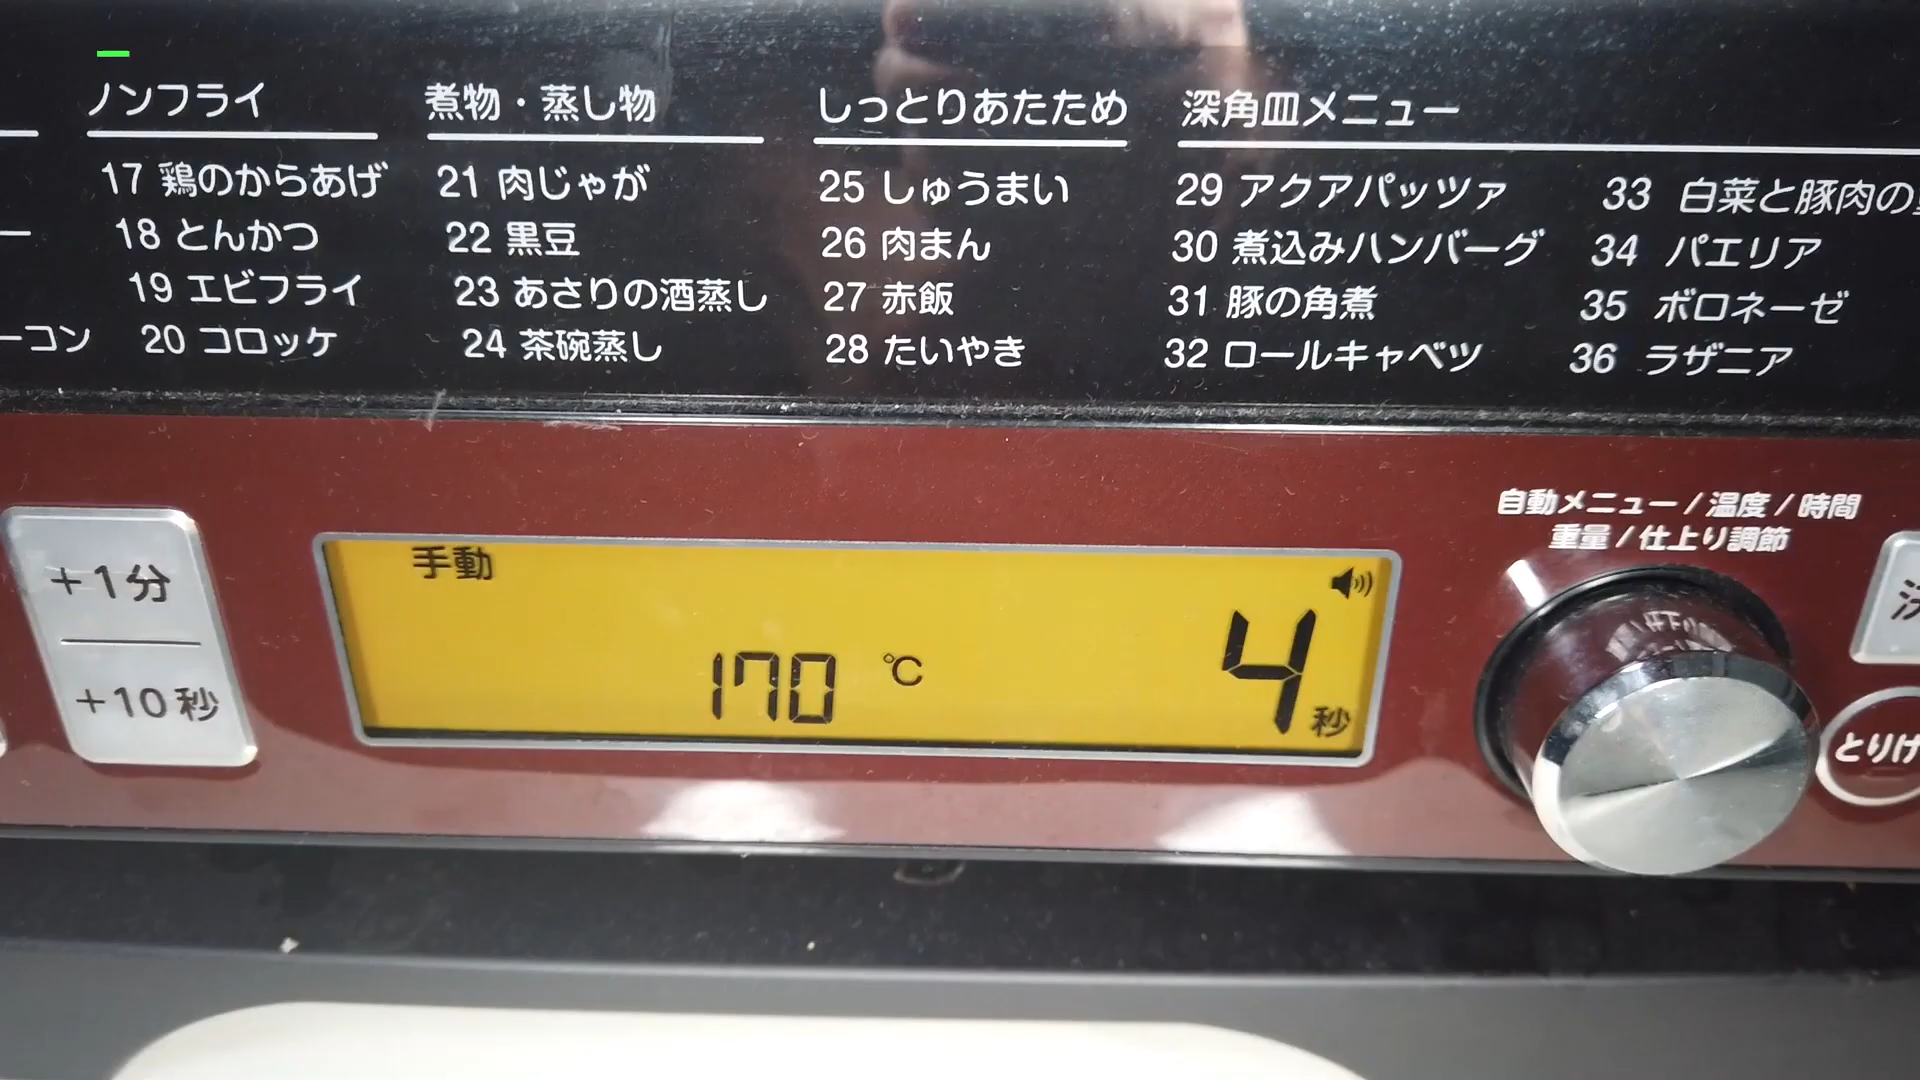 ノンフライ
17 鶏のからあげ
18 とんかつ
19 エビフライ
20 コロッケ
ーコン
煮物・蒸し物
21 肉じゃが
22 黒豆
23 あさりの酒蒸し
24 茶碗蒸し
しっとりあたため
25 しゅうまい
26 肉まん
27 赤飯
28 たいやき
深角皿メニュー
29 アクアパッツァ
30 煮込みハンバーグ
31 豚の角煮
32 ロールキャベツ
33 白菜と豚肉の
34 パエリア
35 ボロネーゼ
36 ラザニア
+1分
+10秒
手動
170 ℃
4秒
自動メニュー/温度/時間
重量/仕上り調節
とりけ